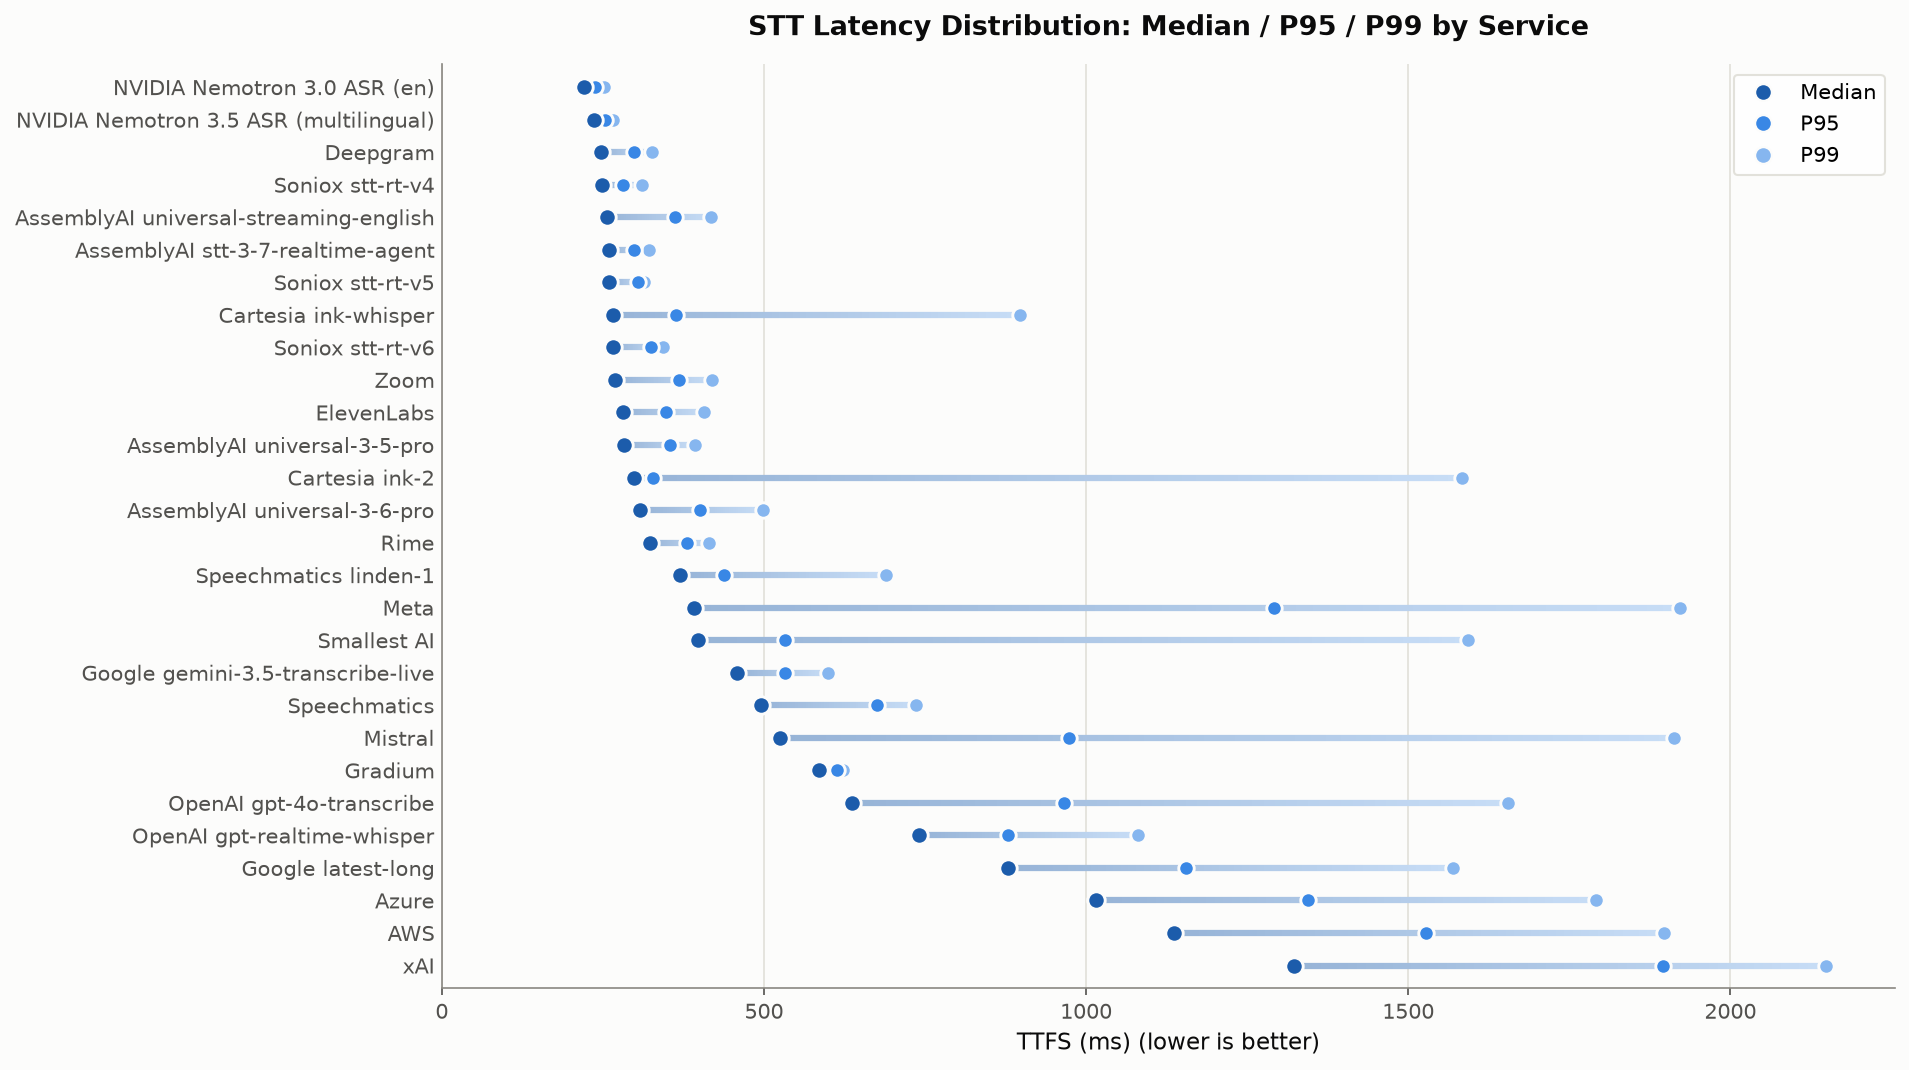 STT Latency Distribution: Median / P95 / P99 by Service
NVIDIA Nemotron 3.0 ASR (en)
NVIDIA Nemotron 3.5 ASR (multilingual)
Deepgram
Soniox stt-rt-v4
AssemblyAI universal-streaming-english
AssemblyAI stt-3-7-realtime-agent
Soniox stt-rt-v5
Cartesia ink-whisper
Soniox stt-rt-v6
Zoom
ElevenLabs
AssemblyAI universal-3-5-pro
Cartesia ink-2
AssemblyAI universal-3-6-pro
Rime
Speechmatics linden-1
Meta
Smallest AI
Google gemini-3.5-transcribe-live
Speechmatics
Mistral
Gradium
OpenAI gpt-4o-transcribe
OpenAI gpt-realtime-whisper
Google latest-long
Azure
AWS
xAI
Median
P95
P99
0 500 1000 1500 2000
TTFS (ms) (lower is better)